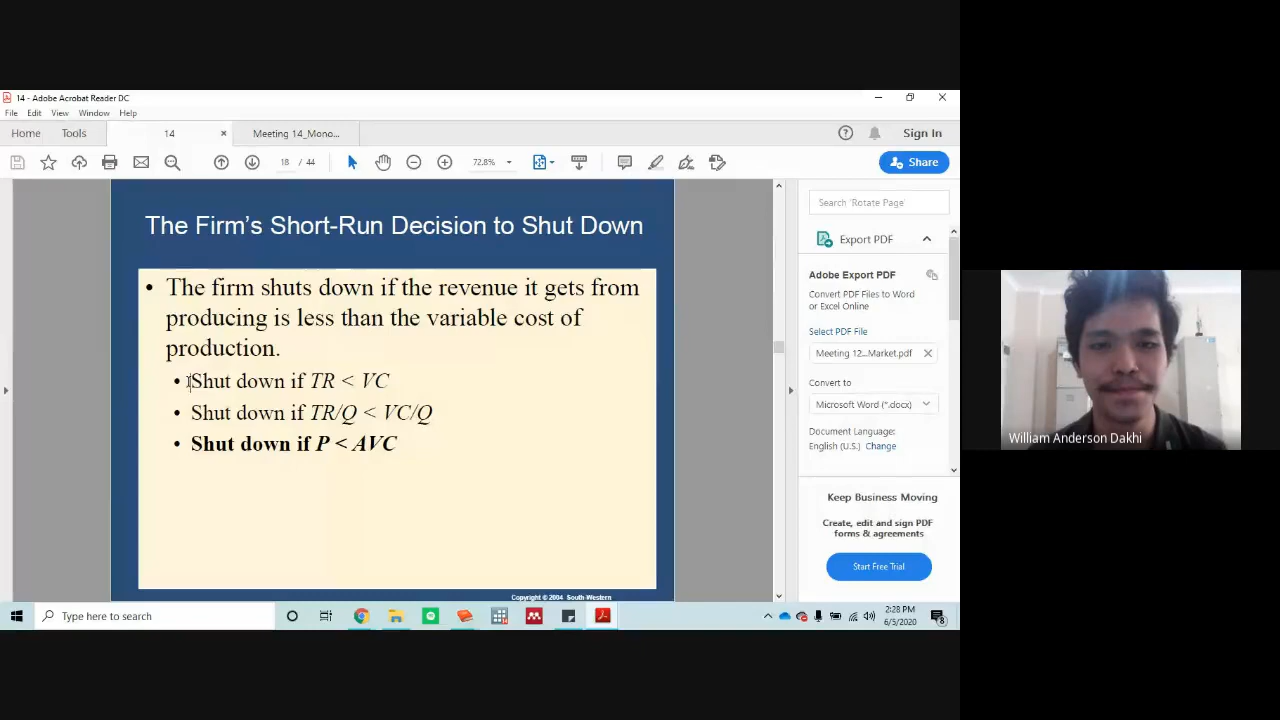 14 - Adobe Acrobat Reader DC
File Edit View Window Help
Home Tools 14 × Meeting 14_Mono... Sign In
18 / 44 72.8% Share
The Firm's Short-Run Decision to Shut Down
• The firm shuts down if the revenue it gets from
producing is less than the variable cost of
production.
• Shut down if TR < VC
• Shut down if TR/Q < VC/Q
• Shut down if P < AVC
Copyright © 2004 South-Western
Search 'Rotate Page'
Export PDF
Adobe Export PDF
Convert PDF Files to Word
or Excel Online
Select PDF File
Meeting 12...Market.pdf
Convert to
Microsoft Word (*.docx)
Document Language:
English (U.S.) Change
Keep Business Moving
Create, edit and sign PDF
forms & agreements
Start Free Trial
William Anderson Dakhi
Type here to search
2:28 PM
6/3/2020
8